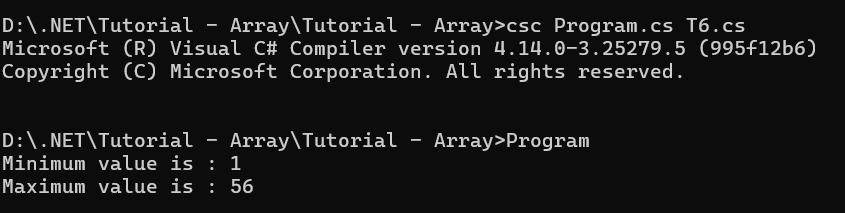 D:\.NET\Tutorial - Array\Tutorial - Array>csc Program.cs T6.cs
Microsoft (R) Visual C# Compiler version 4.14.0-3.25279.5 (995f12b6)
Copyright (C) Microsoft Corporation. All rights reserved.
D:\.NET\Tutorial - Array\Tutorial - Array>Program
Minimum value is : 1
Maximum value is : 56